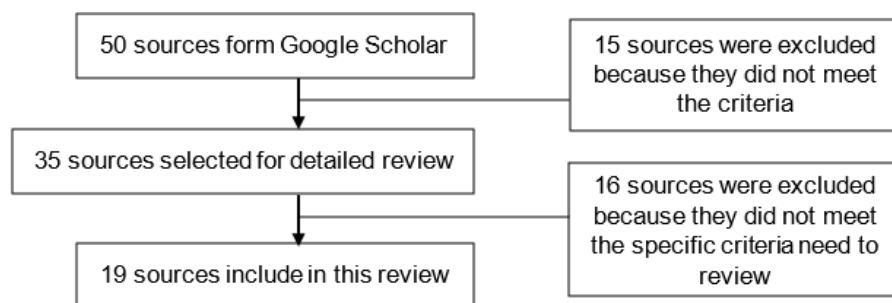 50 sources form Google Scholar
15 sources were excluded
because they did not meet
the criteria
35 sources selected for detailed review
16 sources were excluded
because they did not meet
the specific criteria need to
review
19 sources include in this review